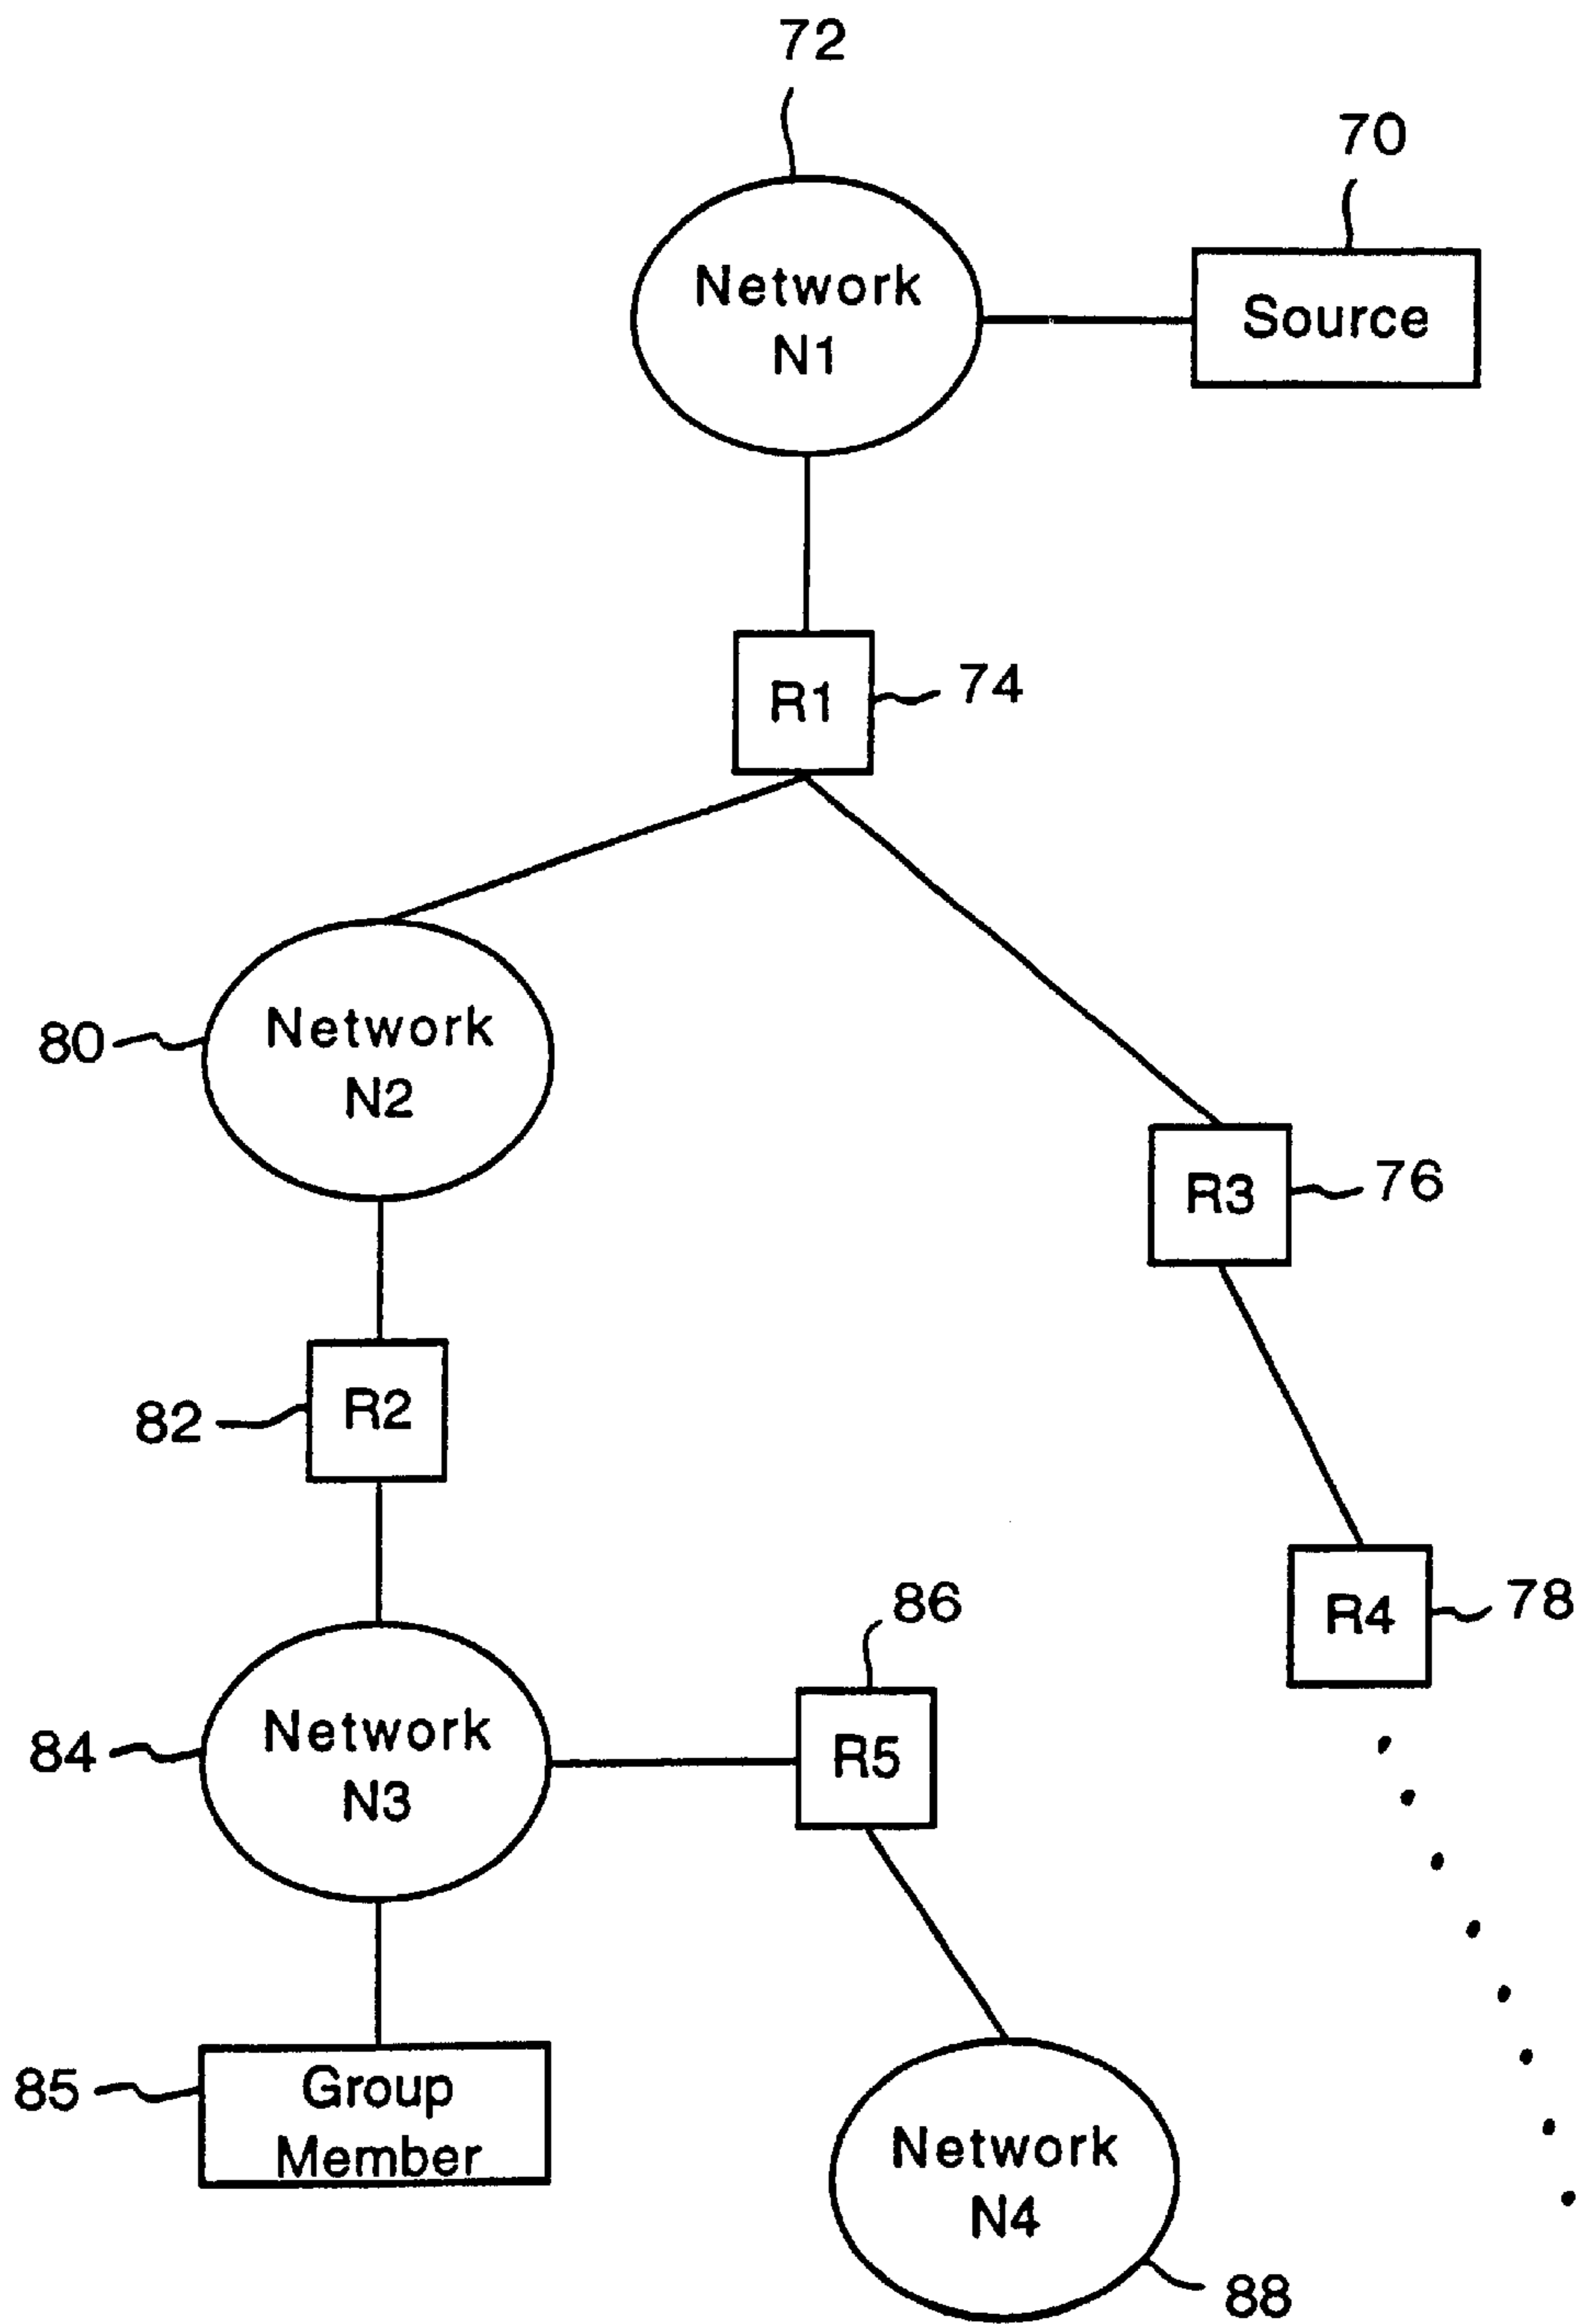 72
70
Network
N1
Source
R1
74
80
Network
N2
R3
76
82
R2
86
R4
78
84
Network
N3
R5
85
Group
Member
Network
N4
88